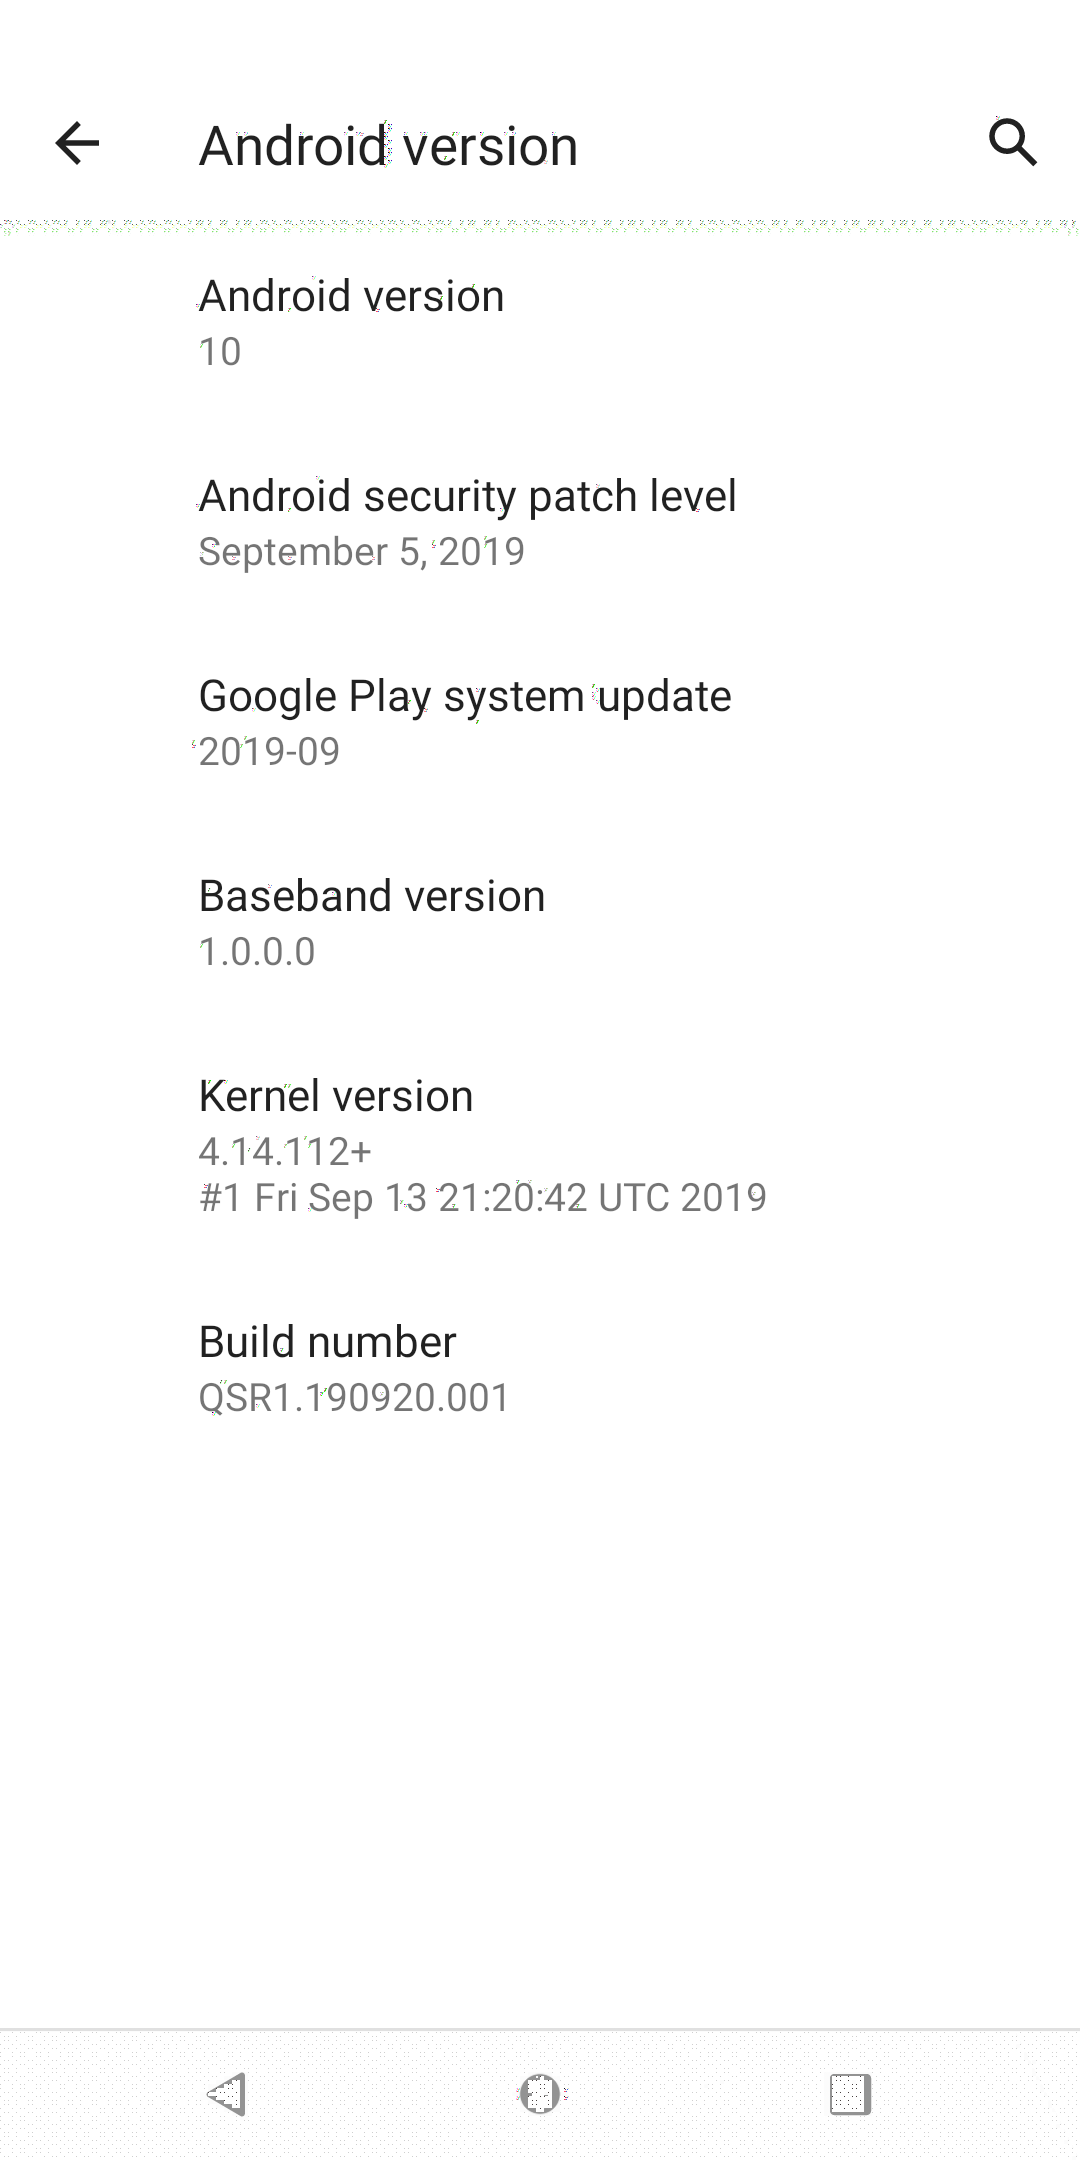 Android version
Android version
10
Android security patch level
September 5, 2019
Google Play system update
2019-09
Baseband version
1.0.0.0
Kernel version
4.14.112+
#1 Fri Sep 13 21:20:42 UTC 2019
Build number
QSR1.190920.001